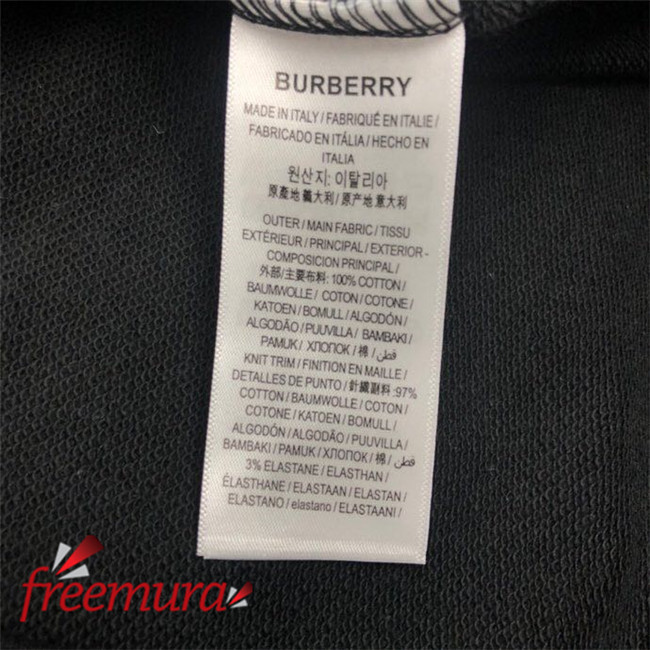 BURBERRY
MADE IN ITALY / FABRIQUÉ EN ITALIE /
FABRICADO EN ITÁLIA / HECHO EN
ITALIA
원산지: 이탈리아
原產地 義大利 / 原产地 意大利
OUTER / MAIN FABRIC / TISSU
EXTÉRIEUR / PRINCIPAL / EXTERIOR -
COMPOSICION PRINCIPAL /
外部/主要布料: 100% COTTON /
BAUMWOLLE / COTON / COTONE /
KATOEN / BOMULL / ALGODÓN /
ALGODÃO / PUUVILLA / BAMBAKI /
PAMUK / ХЛОПОК / 棉 / قطن /
KNIT TRIM / FINITION EN MAILLE /
DETALLES DE PUNTO / 針織副料 : 97%
COTTON / BAUMWOLLE / COTON /
COTONE / KATOEN / BOMULL /
ALGODÓN / ALGODÃO / PUUVILLA /
BAMBAKI / PAMUK / ХЛОПОК / 棉 / قطن /
3% ELASTANE / ELASTHAN /
ÉLASTHANE / ELASTAAN / ELASTAN /
ELASTANO / elastano / ELASTAANI /
freemura